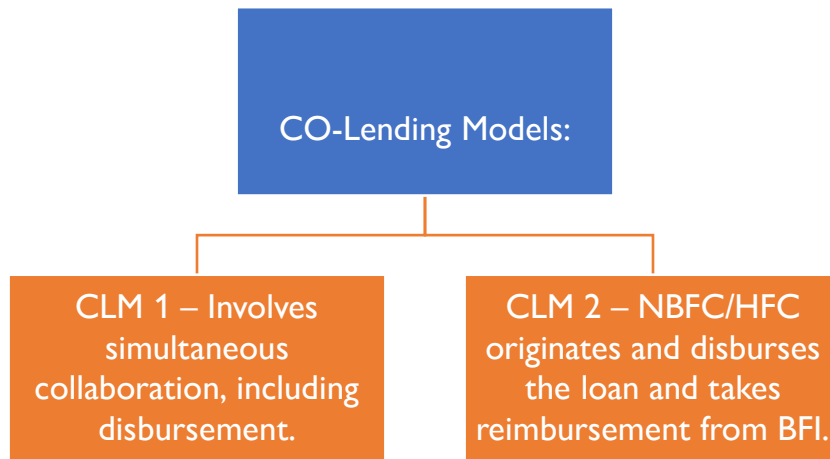 CO-Lending Models:
CLM 1 – Involves
simultaneous
collaboration, including
disbursement.
CLM 2 – NBFC/HFC
originates and disburses
the loan and takes
reimbursement from BFI.